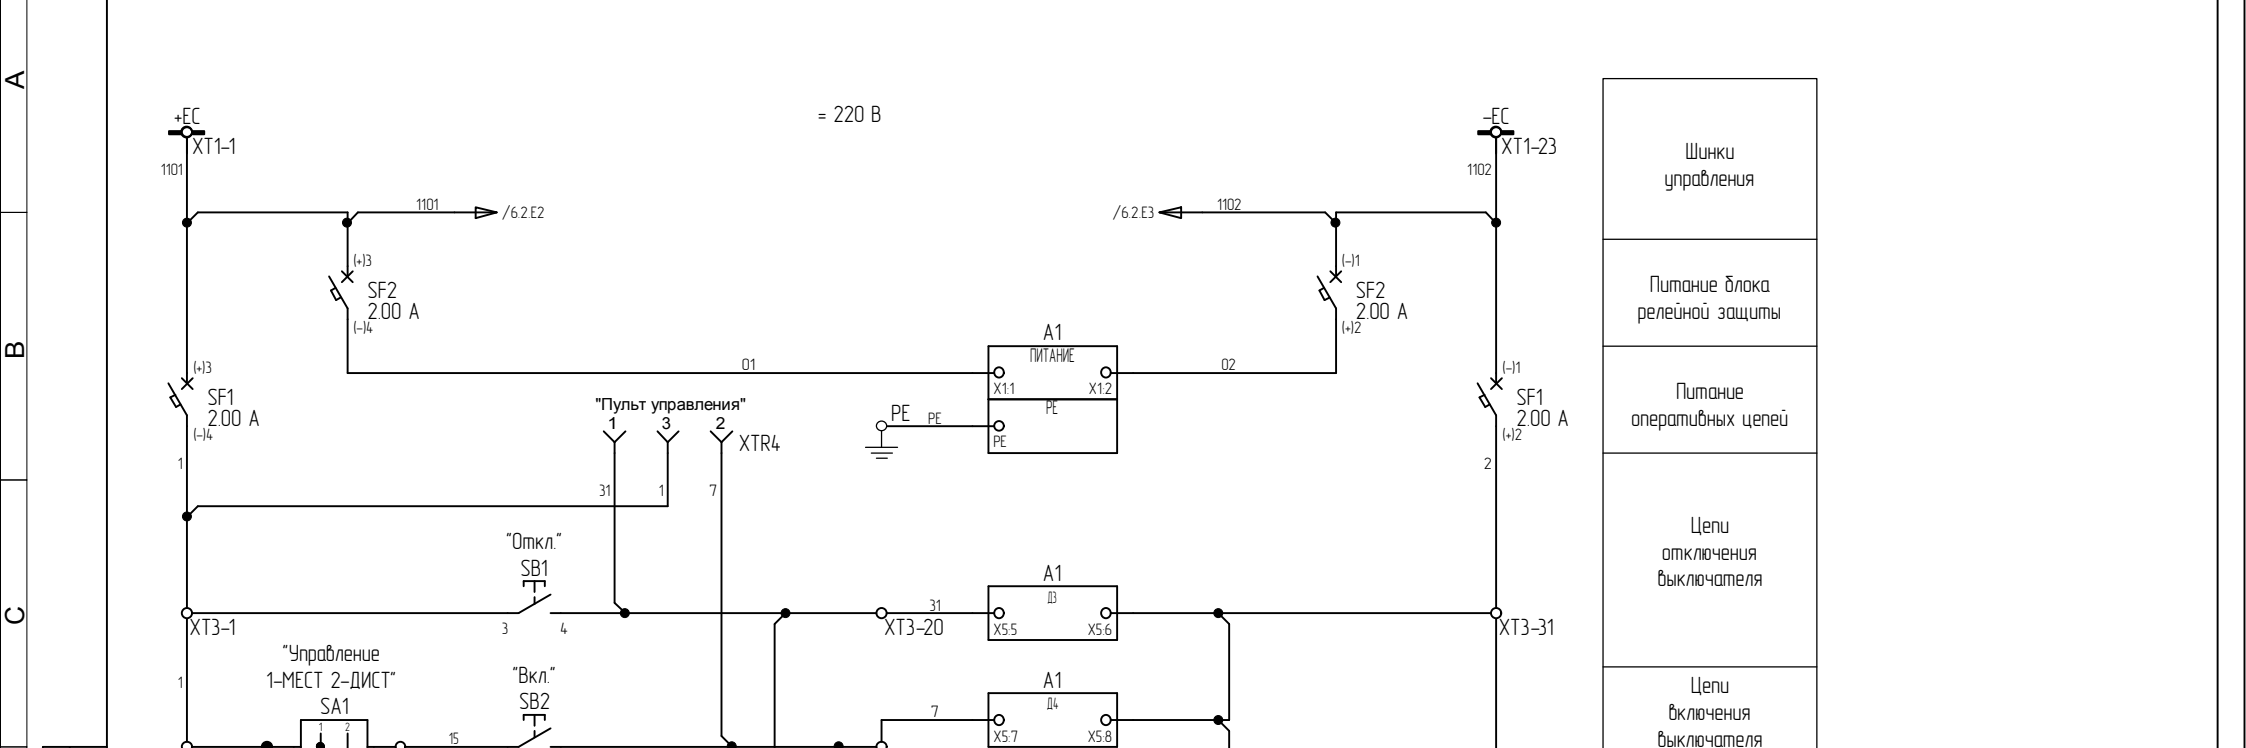 A
B
C
+EC
XT1-1
1101
1101
/6.2.E2
= 220 В
/6.2.E3
1102
-EC
XT1-23
1102
(+)3
SF2
2.00 A
(-)4
(-)1
SF2
2.00 A
(+)2
(+)3
SF1
2.00 A
(-)4
1
01
A1
ПИТАНИЕ
X1:1
X1:2
PE
PE
02
(-)1
SF1
2.00 A
(+)2
2
"Пульт управления"
1
3
2
XTR4
31
1
7
PE
PE
"Откл."
SB1
3
4
XT3-1
XT3-20
31
A1
Д3
X5:5
X5:6
XT3-31
1
"Управление
1-МЕСТ 2-ДИСТ"
SA1
1
2
15
"Вкл."
SB2
7
A1
Д4
X5:7
X5:8
Шинки
управления
Питание блока
релейной защиты
Питание
оперативных цепей
Цепи
отключения
выключателя
Цепи
включения
выключателя